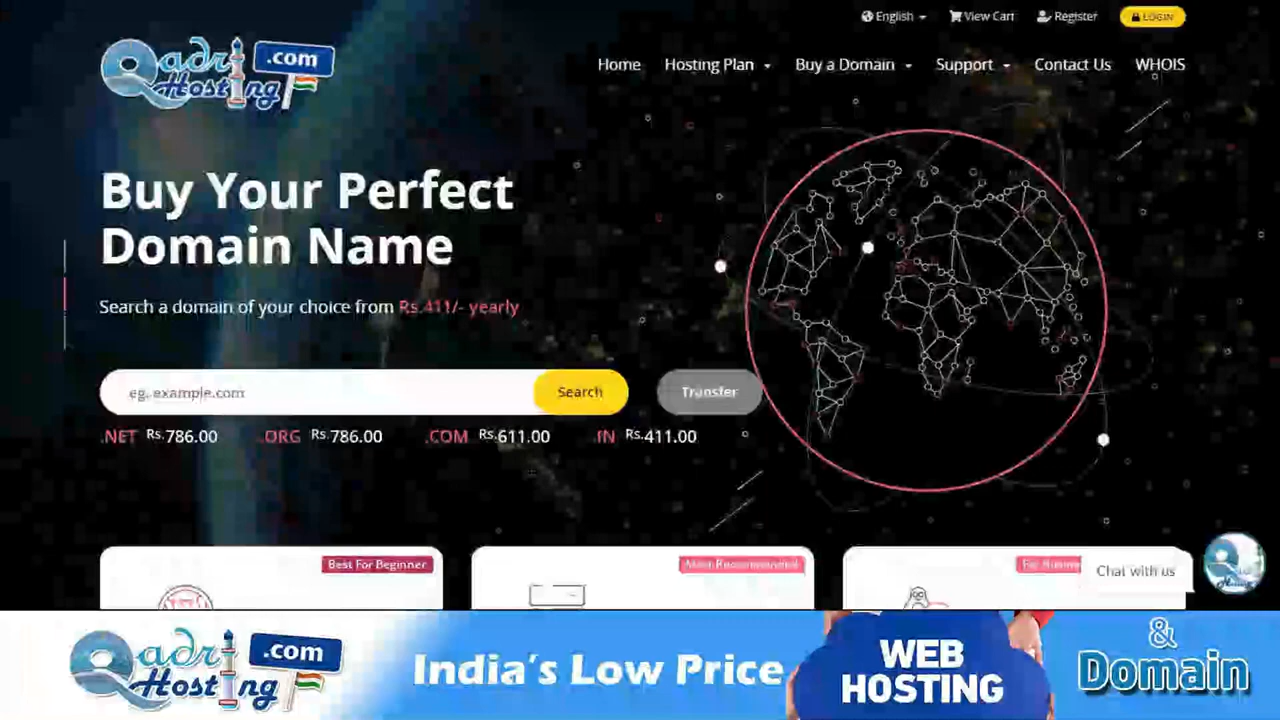 English
View Cart
Register
LOGIN
Qadri
Hosting
.com
Home
Hosting Plan
Buy a Domain
Support
Contact Us
WHOIS
Buy Your Perfect
Domain Name
Search a domain of your choice from Rs.411/- yearly
eg. example.com
Search
Transfer
.NET Rs.786.00
.ORG Rs.786.00
.COM Rs.611.00
.IN Rs.411.00
Best For Beginner
Most Recommended
Chat with us
Qadri
Hosting
.com
India's Low Price
WEB
HOSTING
&
Domain